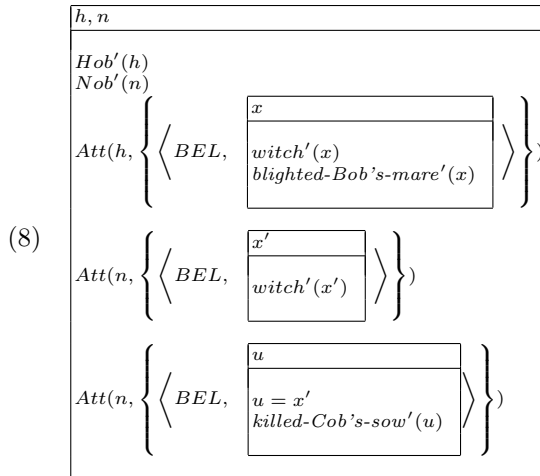 h, n
Hob′(h)
Nob′(n)
x
Att(h, { ⟨ BEL, witch′(x) ⟩ } )
blighted-Bob's-mare′(x)
(8)
x′
Att(n, { ⟨ BEL, witch′(x′) ⟩ } )
u
Att(n, { ⟨ BEL, u = x′ ⟩ } )
killed-Cob's-sow′(u)